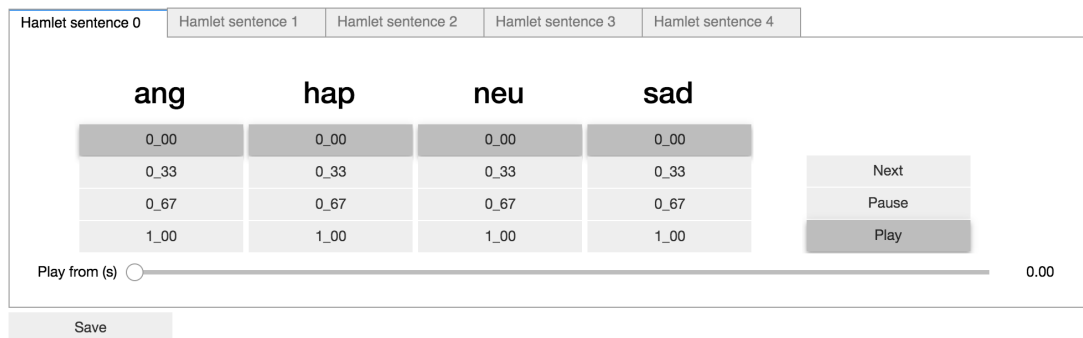 Hamlet sentence 0 Hamlet sentence 1 Hamlet sentence 2 Hamlet sentence 3 Hamlet sentence 4
ang hap neu sad
0_00 0_00 0_00 0_00
0_33 0_33 0_33 0_33 Next
0_67 0_67 0_67 0_67 Pause
1_00 1_00 1_00 1_00 Play
Play from (s) 0.00
Save